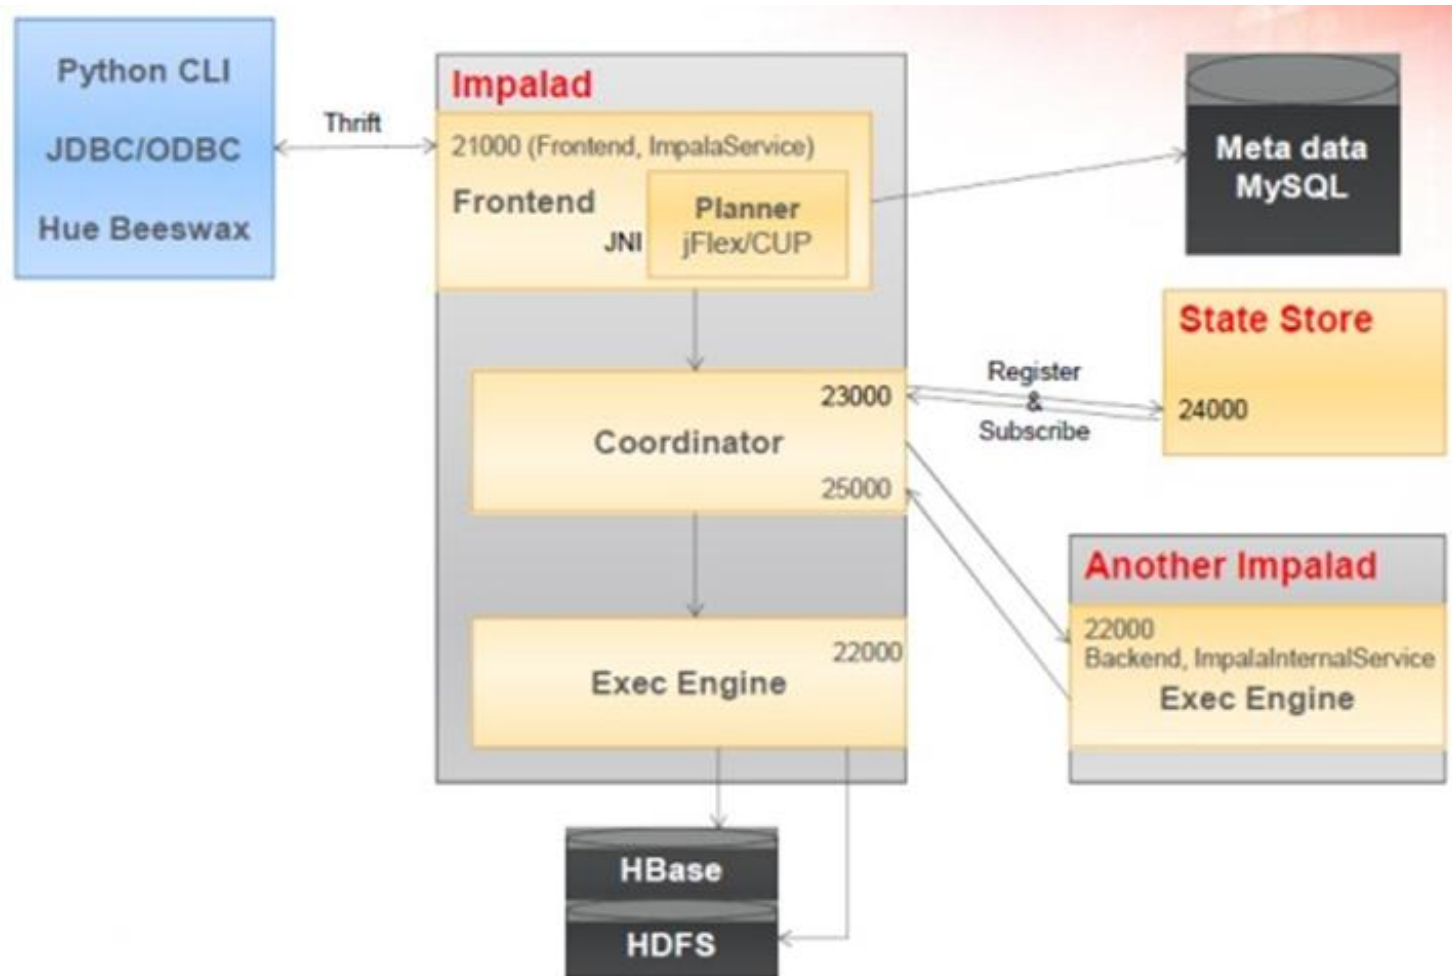 Python CLI
JDBC/ODBC
Hue Beeswax
Thrift
Impalad
21000 (Frontend, ImpalaService)
Frontend
JNI
Planner
jFlex/CUP
Meta data
MySQL
State Store
24000
Register
&
Subscribe
23000
Coordinator
25000
Another Impalad
22000
Backend, ImpalaInternalService
Exec Engine
22000
Exec Engine
HBase
HDFS